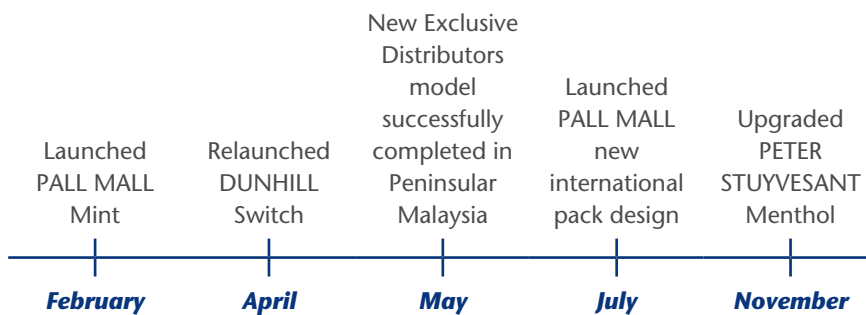 Launched
PALL MALL
Mint
Relaunched
DUNHILL
Switch
New Exclusive
Distributors
model
successfully
completed in
Peninsular
Malaysia
Launched
PALL MALL
new
international
pack design
Upgraded
PETER
STUYVESANT
Menthol
February
April
May
July
November